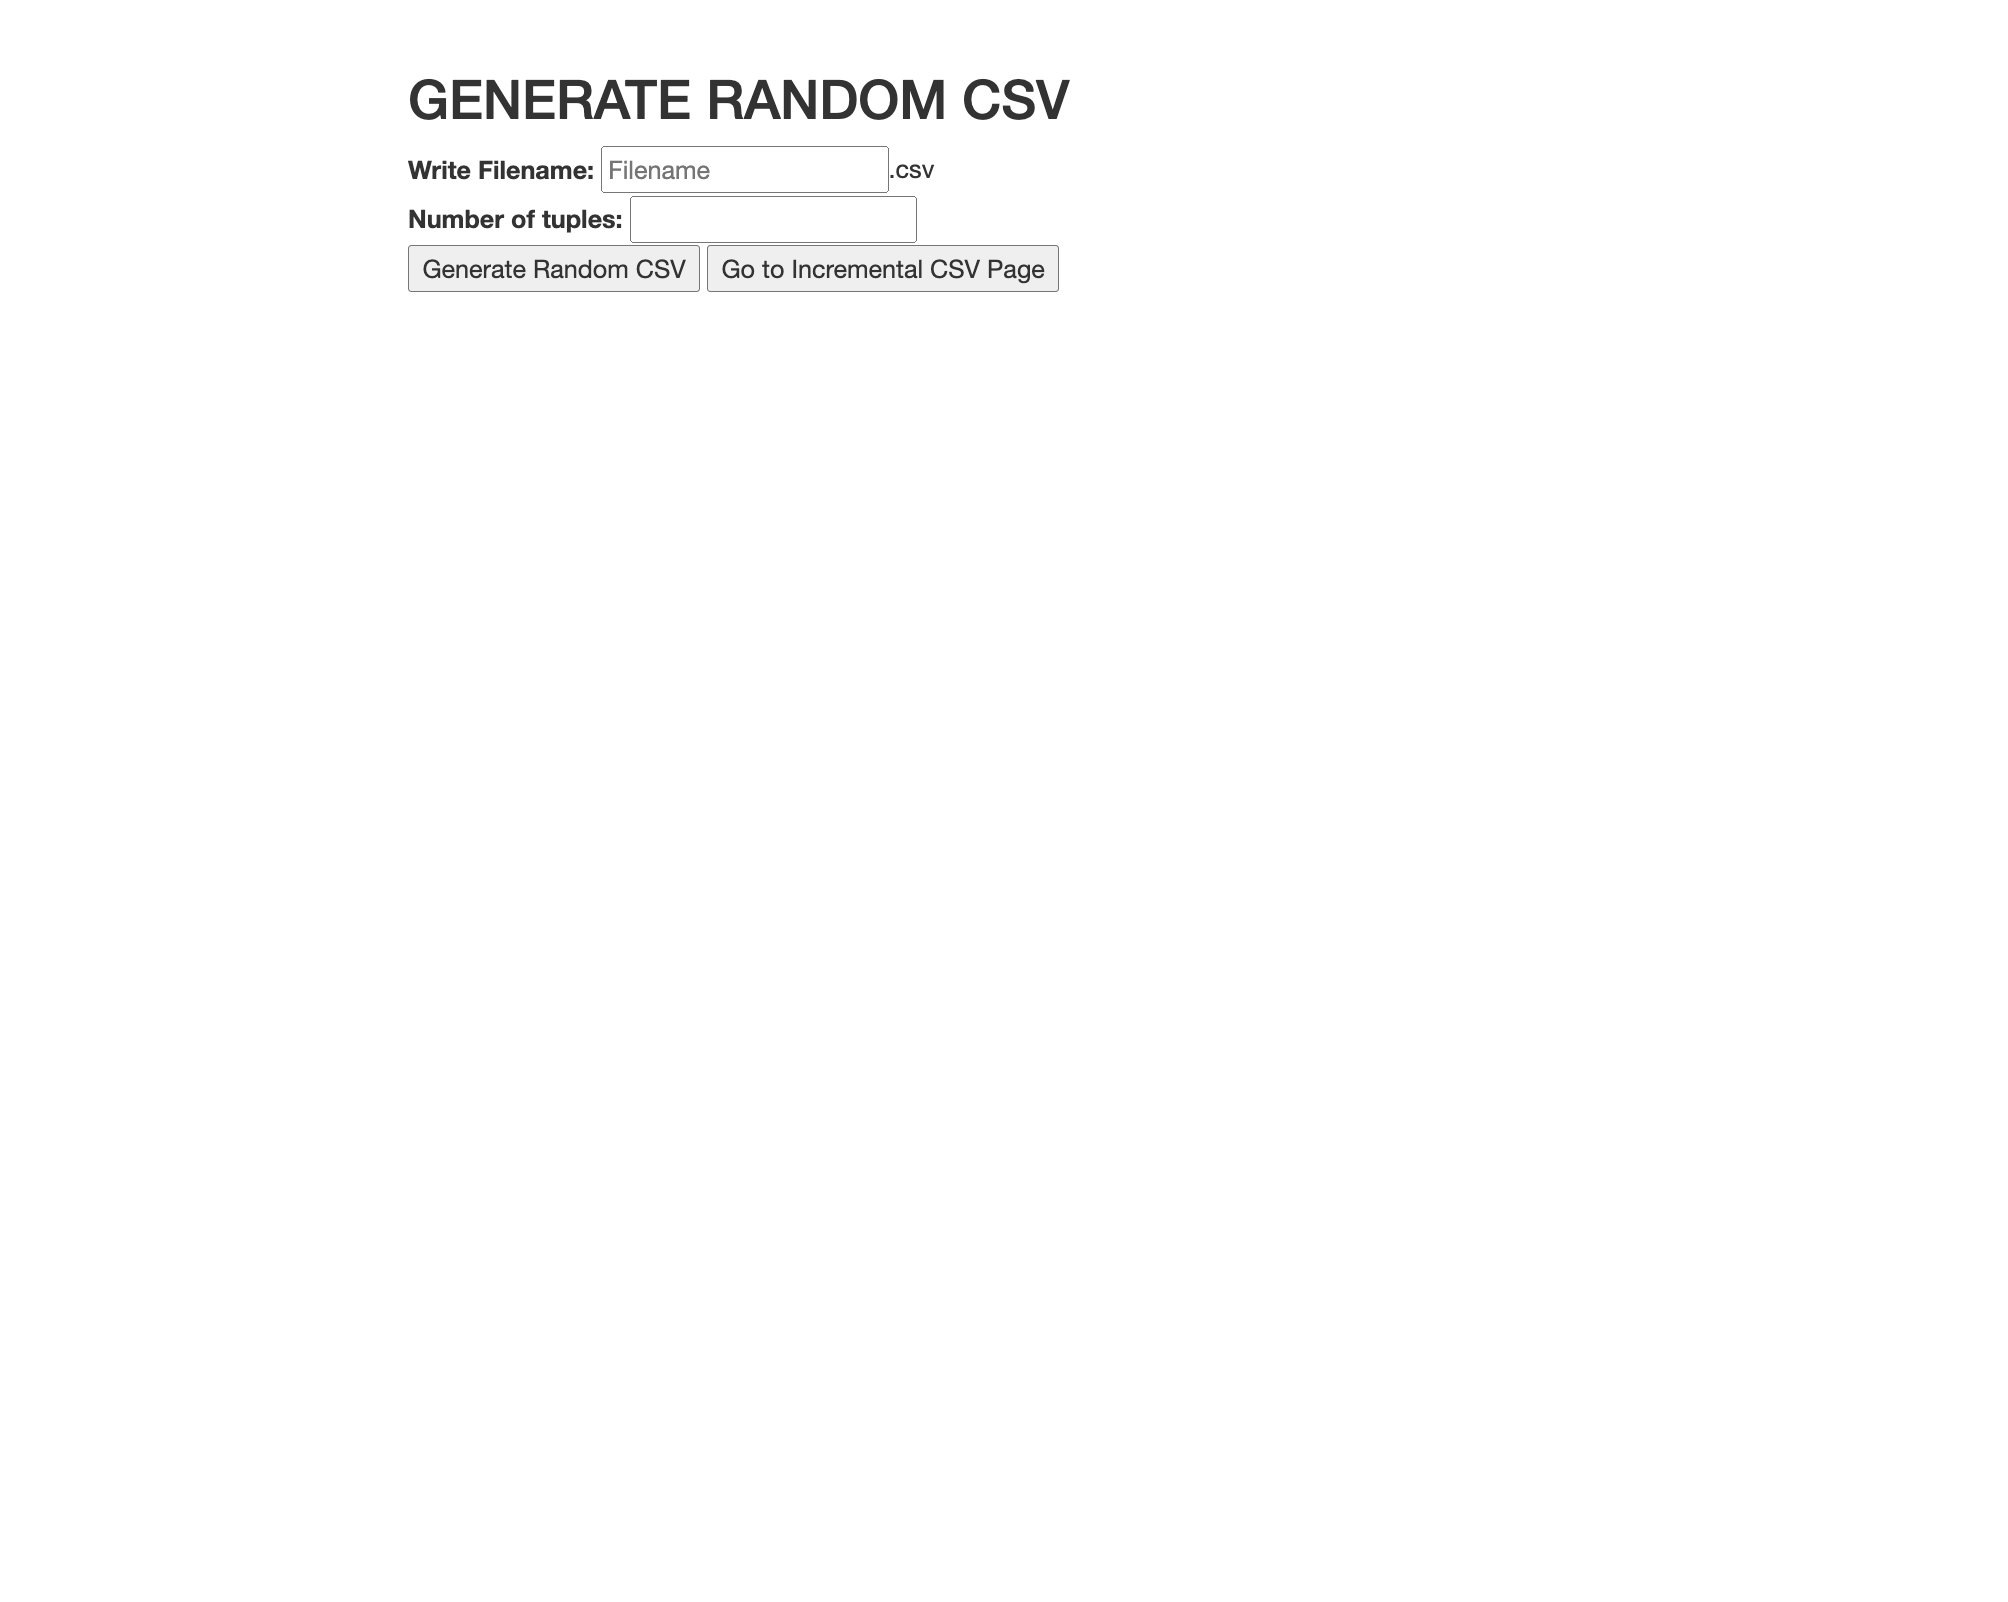 GENERATE RANDOM CSV
Write Filename: Filename .csv
Number of tuples:
Generate Random CSV Go to Incremental CSV Page